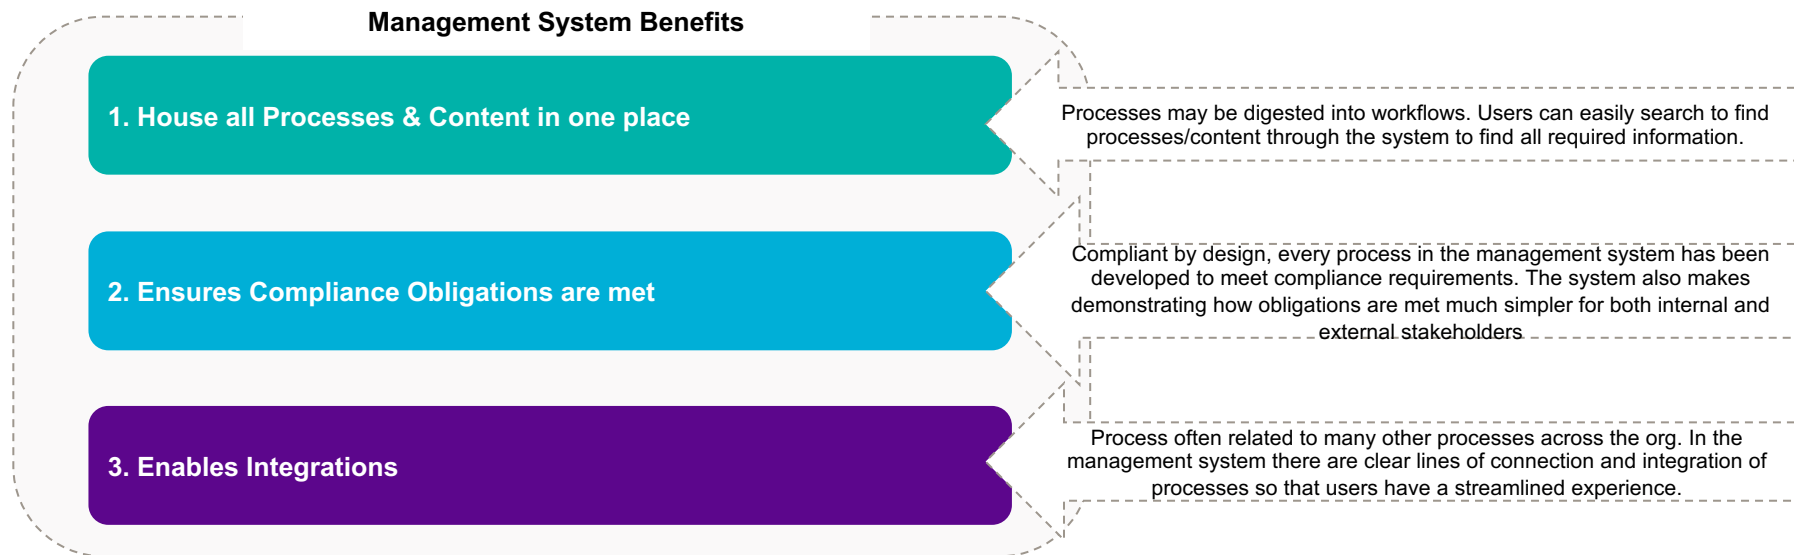 Management System Benefits
1. House all Processes & Content in one place
Processes may be digested into workflows. Users can easily search to find
processes/content through the system to find all required information.
2. Ensures Compliance Obligations are met
Compliant by design, every process in the management system has been
developed to meet compliance requirements. The system also makes
demonstrating how obligations are met much simpler for both internal and
external stakeholders
3. Enables Integrations
Process often related to many other processes across the org. In the
management system there are clear lines of connection and integration of
processes so that users have a streamlined experience.